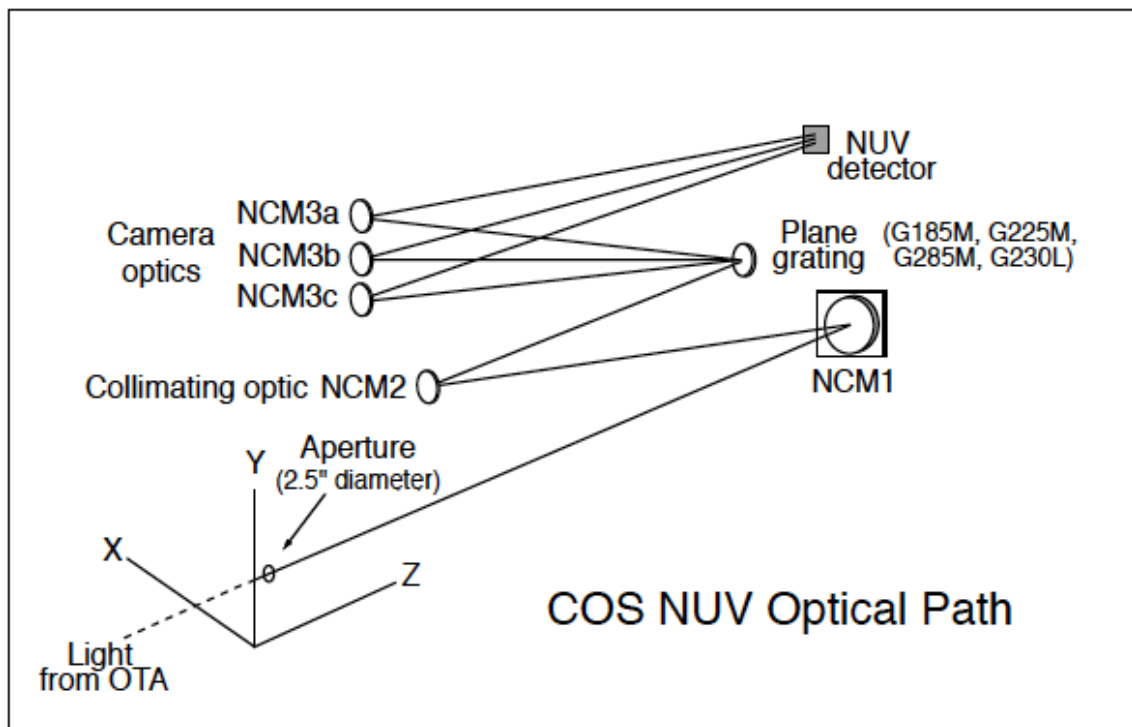 NUV
detector
NCM3a
NCM3b
NCM3c
Camera
optics
Plane
grating
(G185M, G225M,
G285M, G230L)
NCM1
Collimating optic NCM2
Aperture
(2.5" diameter)
Y
X
Z
Light
from OTA
COS NUV Optical Path